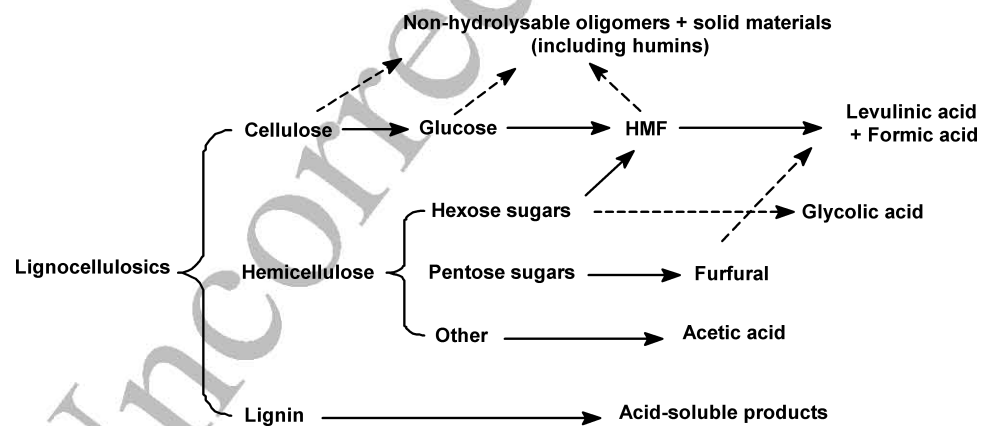 Non-hydrolysable oligomers + solid materials
(including humins)
Cellulose
Glucose
HMF
Levulinic acid
+ Formic acid
Hexose sugars
Glycolic acid
Lignocellulosics
Hemicellulose
Pentose sugars
Furfural
Other
Acetic acid
Lignin
Acid-soluble products